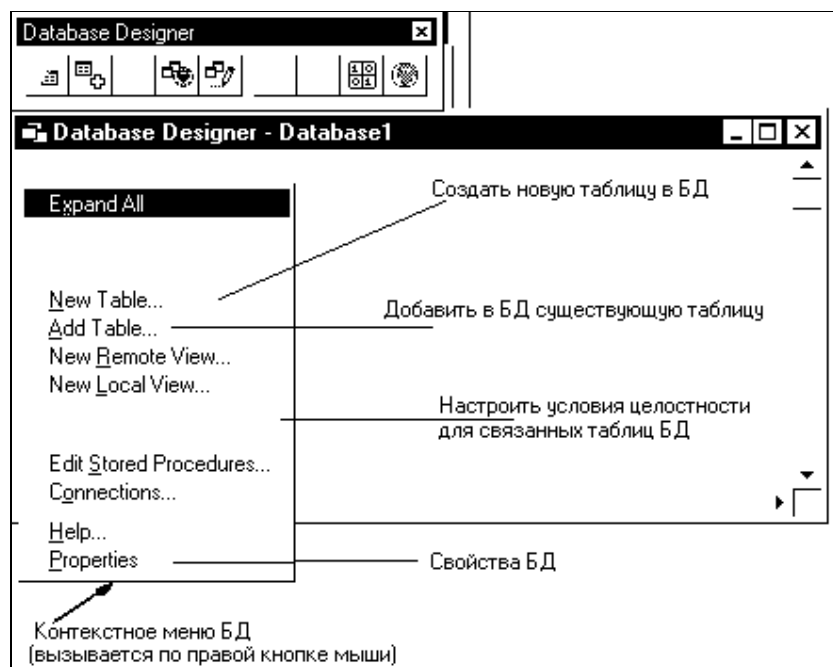 Database Designer
Database Designer - Database1
Expand All
Создать новую таблицу в БД
New Table...
Add Table...
Добавить в БД существующую таблицу
New Remote View...
New Local View...
Настроить условия целостности
для связанных таблиц БД
Edit Stored Procedures...
Connections...
Help...
Properties
Свойства БД
Контекстное меню БД
(вызывается по правой кнопке мыши)